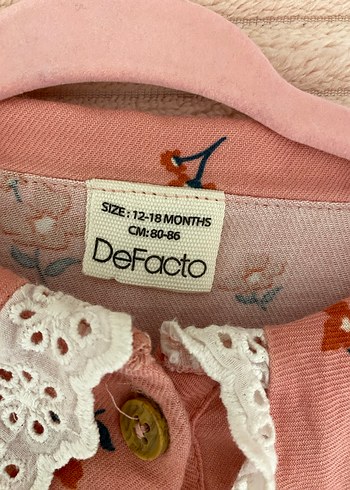 SIZE : 12-18 MONTHS
CM: 80-86
DeFacto